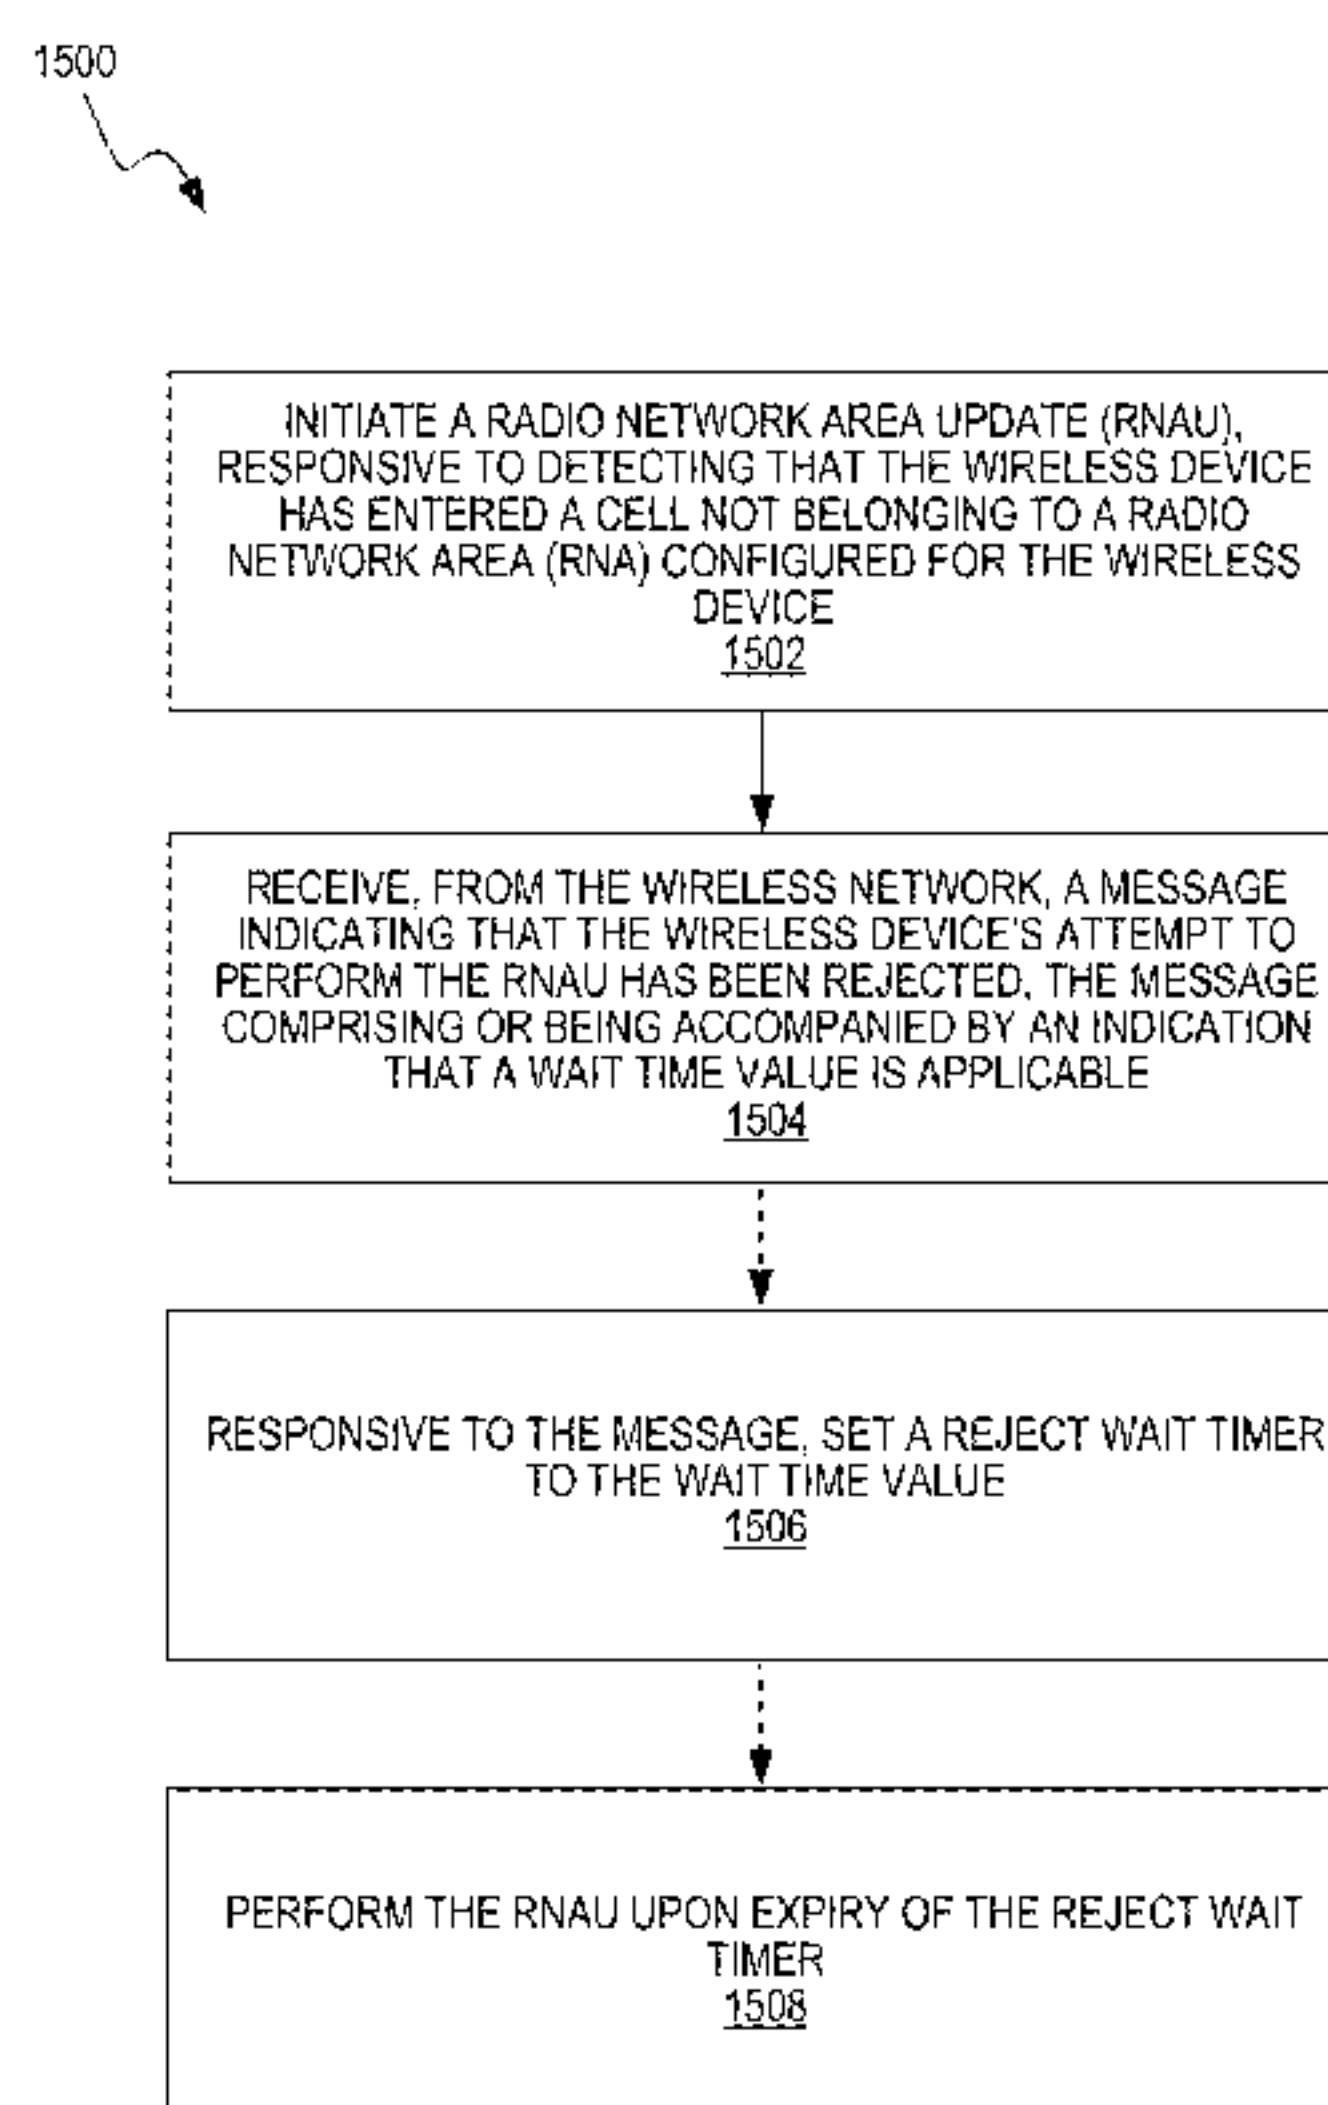 1500
INITIATE A RADIO NETWORK AREA UPDATE (RNAU),
RESPONSIVE TO DETECTING THAT THE WIRELESS DEVICE
HAS ENTERED A CELL NOT BELONGING TO A RADIO
NETWORK AREA (RNA) CONFIGURED FOR THE WIRELESS
DEVICE
1502
RECEIVE, FROM THE WIRELESS NETWORK, A MESSAGE
INDICATING THAT THE WIRELESS DEVICE'S ATTEMPT TO
PERFORM THE RNAU HAS BEEN REJECTED, THE MESSAGE
COMPRISING OR BEING ACCOMPANIED BY AN INDICATION
THAT A WAIT TIME VALUE IS APPLICABLE
1504
RESPONSIVE TO THE MESSAGE, SET A REJECT WAIT TIMER
TO THE WAIT TIME VALUE
1506
PERFORM THE RNAU UPON EXPIRY OF THE REJECT WAIT
TIMER
1508